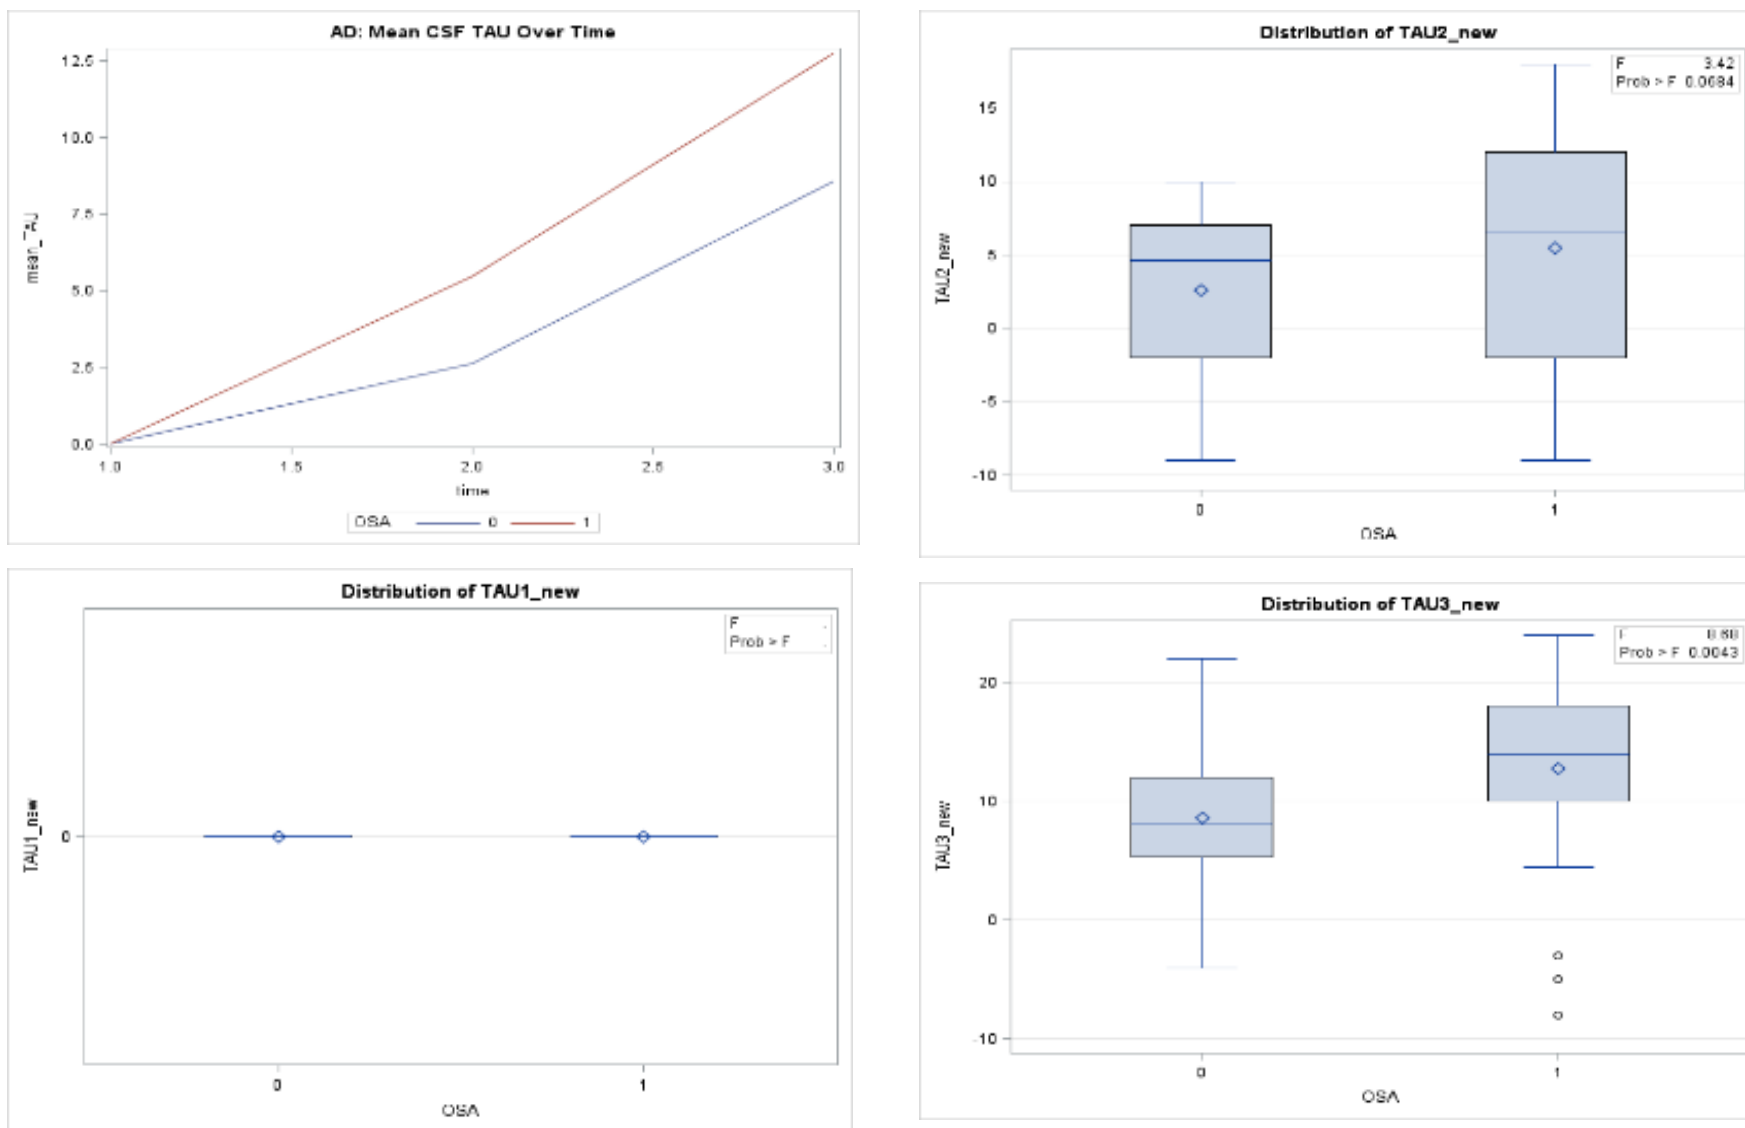 AD: Mean CSF TAU Over Time
12.5
10.0
7.5
5.0
2.5
0.0
mean_TAU
1.0 1.5 2.0 2.5 3.0
time
OSA 0 1
Distribution of TAU2_new
F 3.42
Prob > F 0.0684
15
10
5
0
-5
-10
TAU2_new
0 1
OSA
Distribution of TAU1_new
F .
Prob > F .
0
TAU1_new
0 1
OSA
Distribution of TAU3_new
F 8.68
Prob > F 0.0043
20
10
0
-10
TAU3_new
0 1
OSA